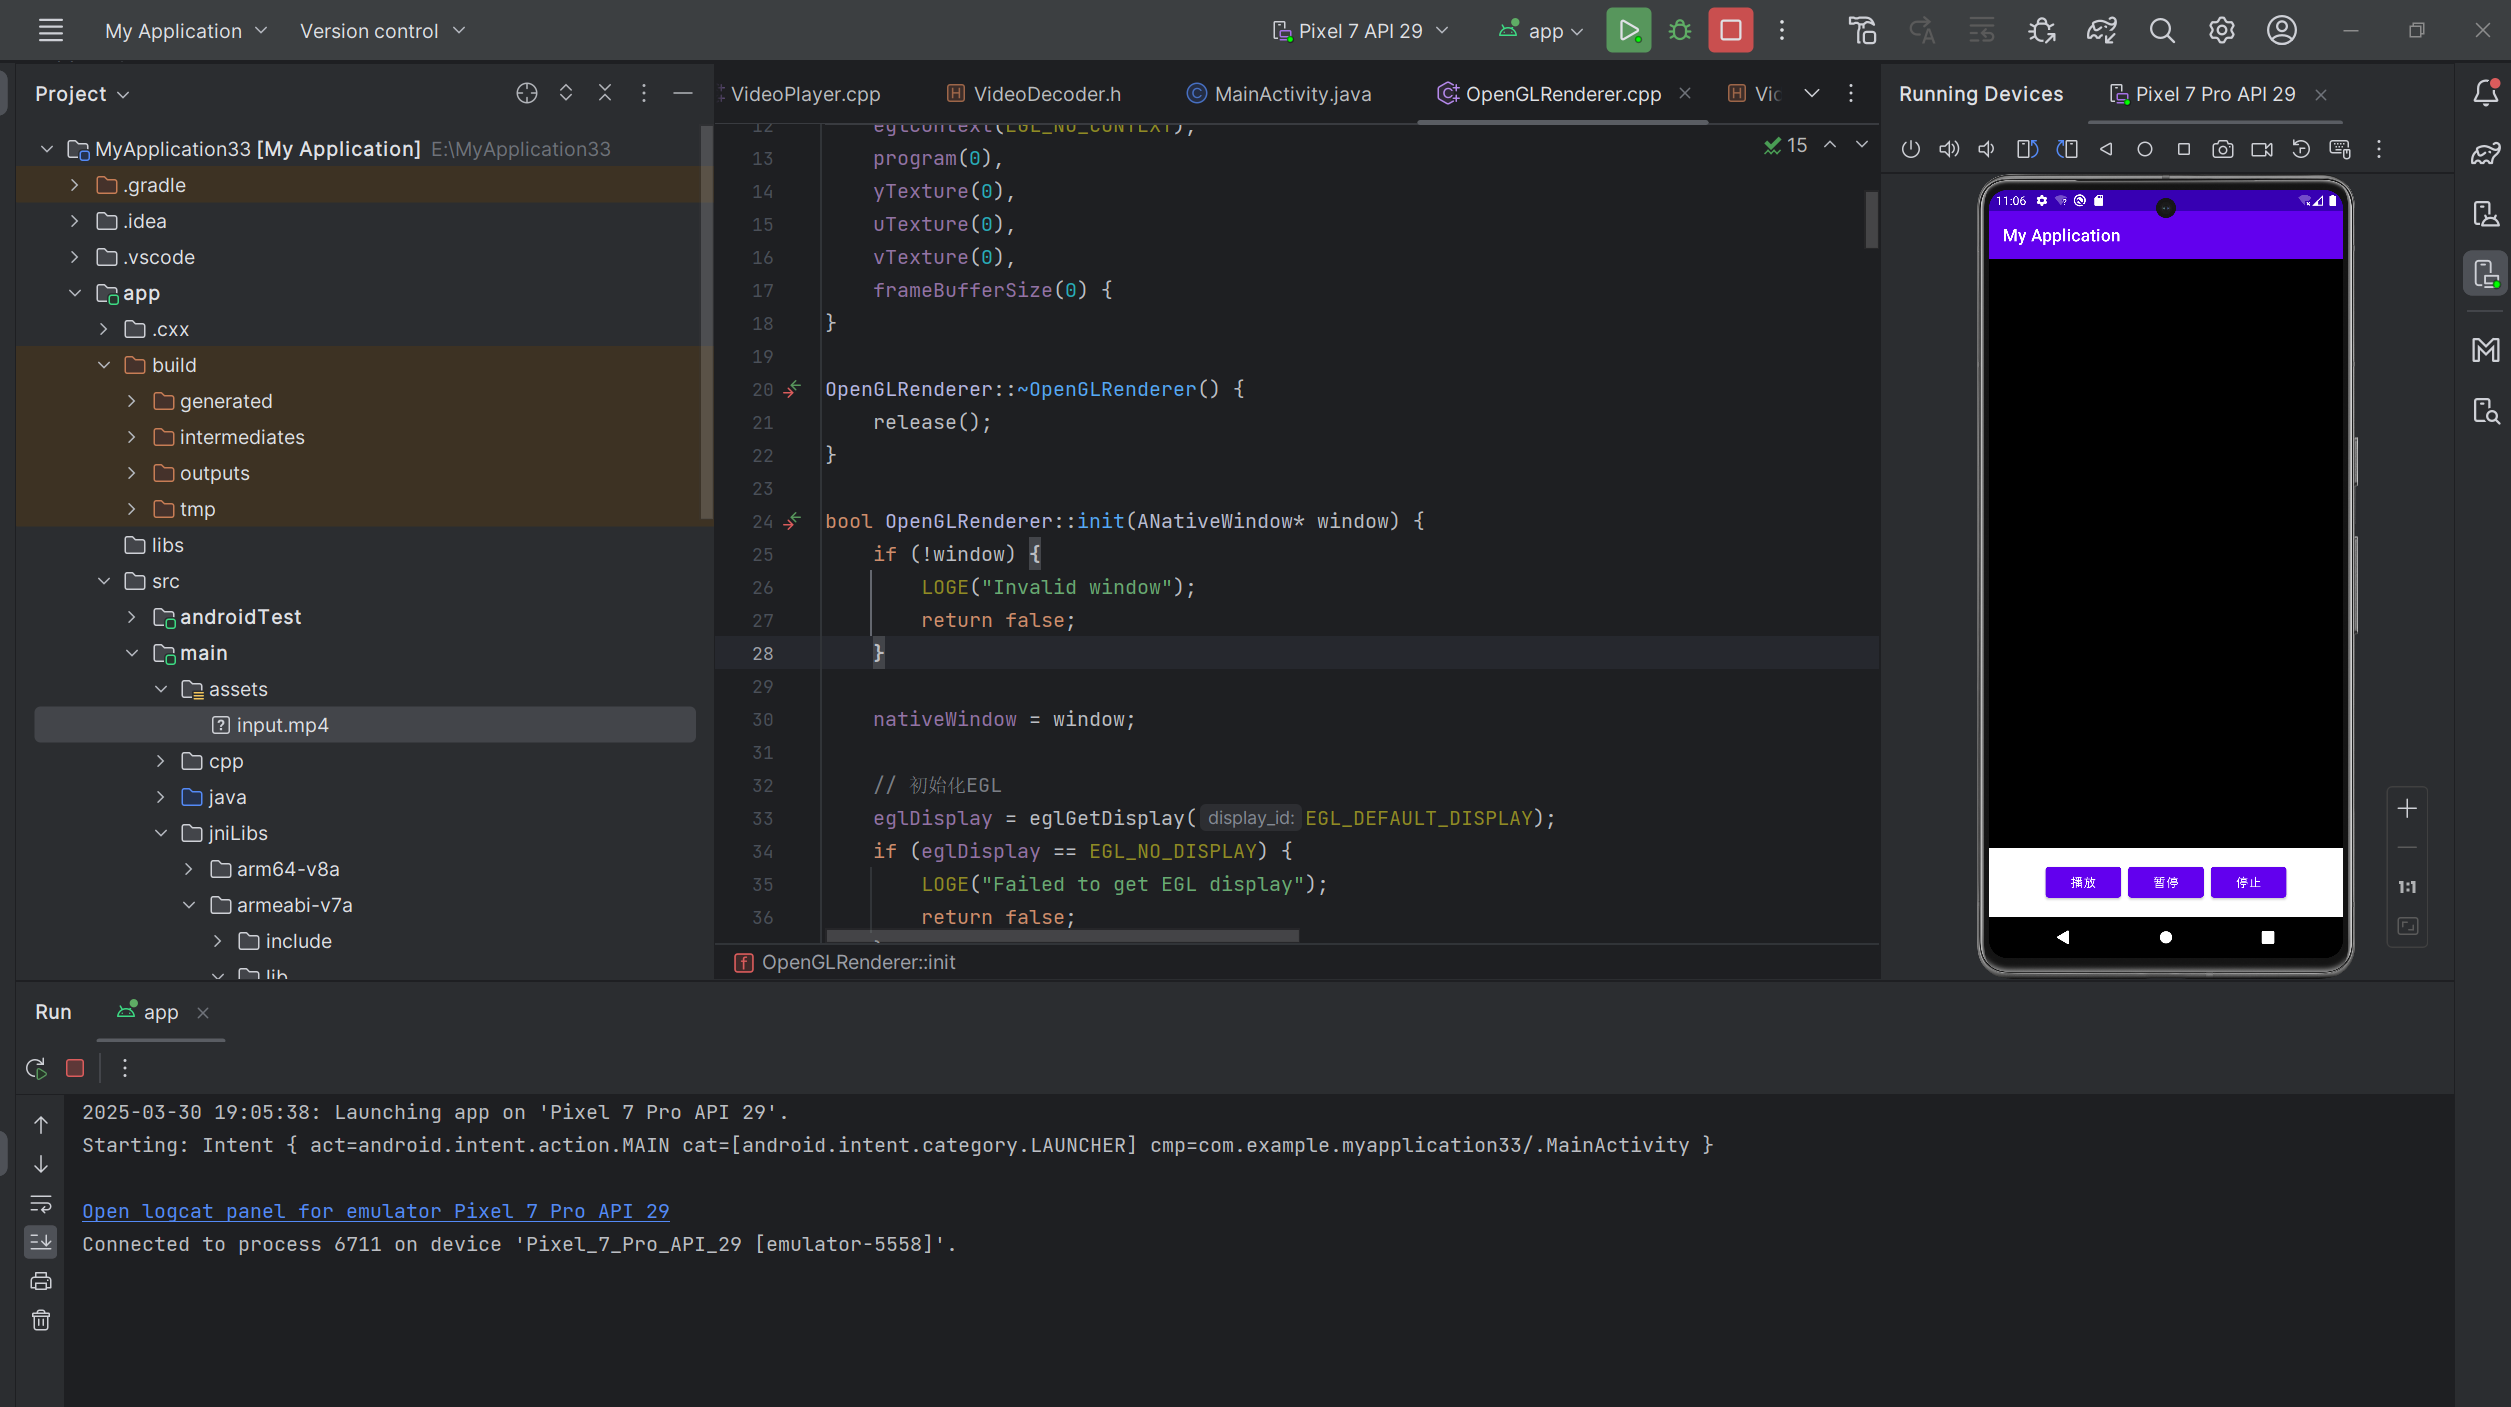 My Application
Version control
Pixel 7 API 29
app
Project
VideoPlayer.cpp
VideoDecoder.h
MainActivity.java
OpenGLRenderer.cpp
Running Devices
Pixel 7 Pro API 29
MyApplication33 [My Application] E:\MyApplication33
.gradle
.idea
.vscode
app
.cxx
build
generated
intermediates
outputs
tmp
libs
src
androidTest
main
assets
input.mp4
cpp
java
jniLibs
arm64-v8a
armeabi-v7a
include
lib
15
12 eglContext(EGL_NO_CONTEXT),
13 program(0),
14 yTexture(0),
15 uTexture(0),
16 vTexture(0),
17 frameBufferSize(0) {
18 }
19
20 OpenGLRenderer::~OpenGLRenderer() {
21 release();
22 }
23
24 bool OpenGLRenderer::init(ANativeWindow* window) {
25 if (!window) {
26 LOGE("Invalid window");
27 return false;
28 }
29
30 nativeWindow = window;
31
32 // 初始化EGL
33 eglDisplay = eglGetDisplay( display_id: EGL_DEFAULT_DISPLAY);
34 if (eglDisplay == EGL_NO_DISPLAY) {
35 LOGE("Failed to get EGL display");
36 return false;
OpenGLRenderer::init
11:06
My Application
播放 暂停 停止
1:1
Run
app
2025-03-30 19:05:38: Launching app on 'Pixel 7 Pro API 29'.
Starting: Intent { act=android.intent.action.MAIN cat=[android.intent.category.LAUNCHER] cmp=com.example.myapplication33/.MainActivity }
Open logcat panel for emulator Pixel 7 Pro API 29
Connected to process 6711 on device 'Pixel_7_Pro_API_29 [emulator-5558]'.